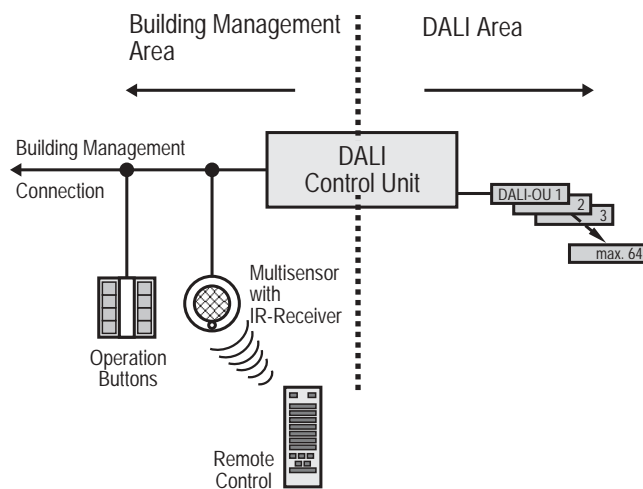 Building Management
Area
DALI Area
Building Management
Connection
DALI
Control Unit
DALI-OU 1
2
3
max. 64
Multisensor
with
IR-Receiver
Operation
Buttons
Remote
Control